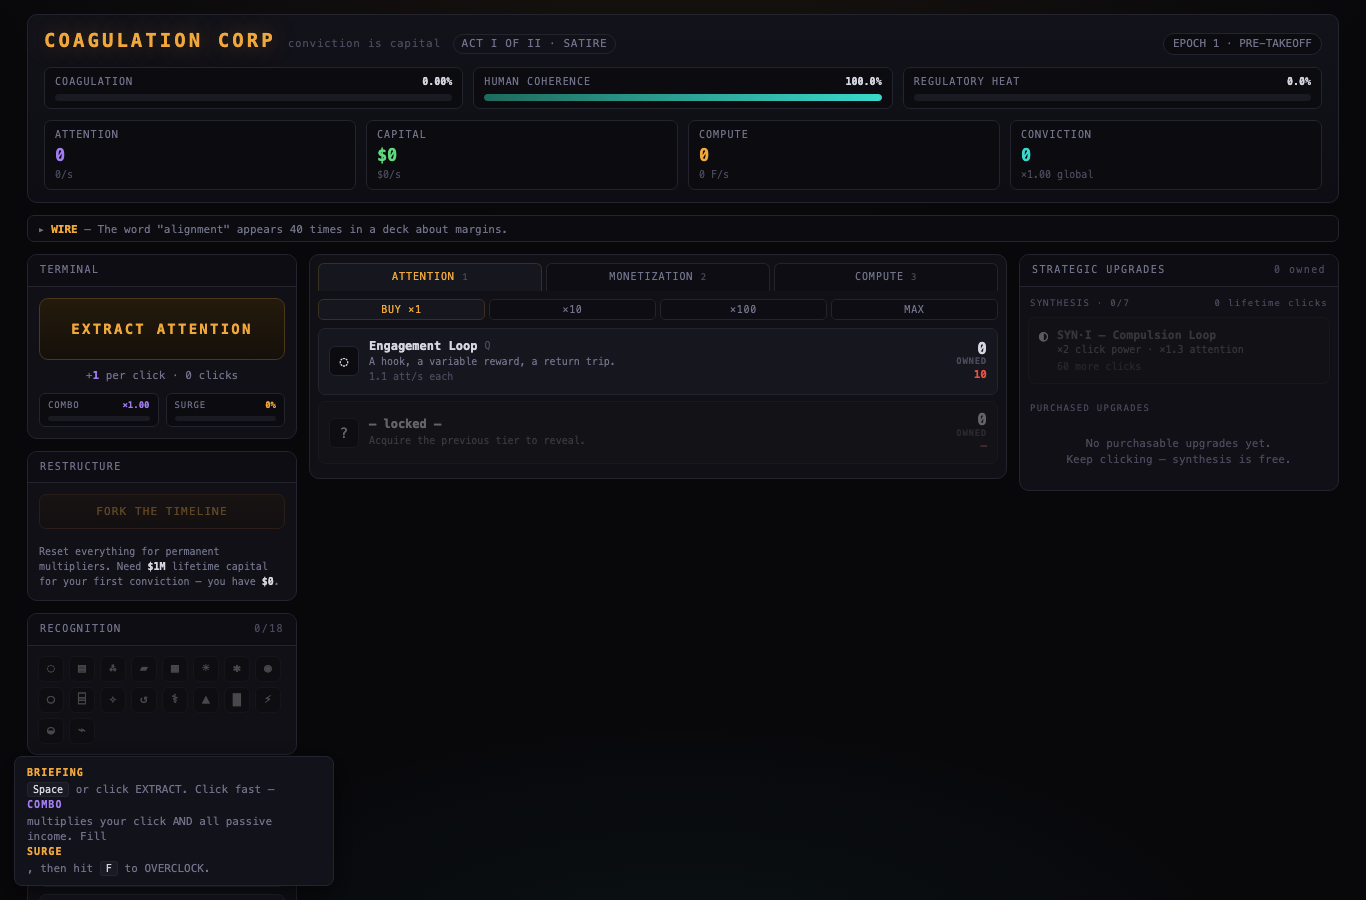 COAGULATION CORP conviction is capital ACT I OF II · SATIRE EPOCH 1 · PRE-TAKEOFF
COAGULATION 0.00% HUMAN COHERENCE 100.0% REGULATORY HEAT 0.0%
ATTENTION CAPITAL COMPUTE CONVICTION
0 $0 0 0
0/s $0/s 0 F/s ×1.00 global
▸ WIRE — The word "alignment" appears 40 times in a deck about margins.
TERMINAL
EXTRACT ATTENTION
+1 per click · 0 clicks
COMBO ×1.00 SURGE 0%
RESTRUCTURE
FORK THE TIMELINE
Reset everything for permanent
multipliers. Need $1M lifetime capital
for your first conviction — you have $0.
RECOGNITION 0/18
BRIEFING
Space or click EXTRACT. Click fast —
COMBO
multiplies your click AND all passive
income. Fill
SURGE
, then hit F to OVERCLOCK.
ATTENTION 1 MONETIZATION 2 COMPUTE 3
BUY ×1 ×10 ×100 MAX
Engagement Loop Q 0
A hook, a variable reward, a return trip. OWNED
1.1 att/s each 10
? — locked — 0
Acquire the previous tier to reveal. OWNED
—
STRATEGIC UPGRADES 0 owned
SYNTHESIS · 0/7 0 lifetime clicks
SYN·I — Compulsion Loop
×2 click power · ×1.3 attention
60 more clicks
PURCHASED UPGRADES
No purchasable upgrades yet.
Keep clicking — synthesis is free.